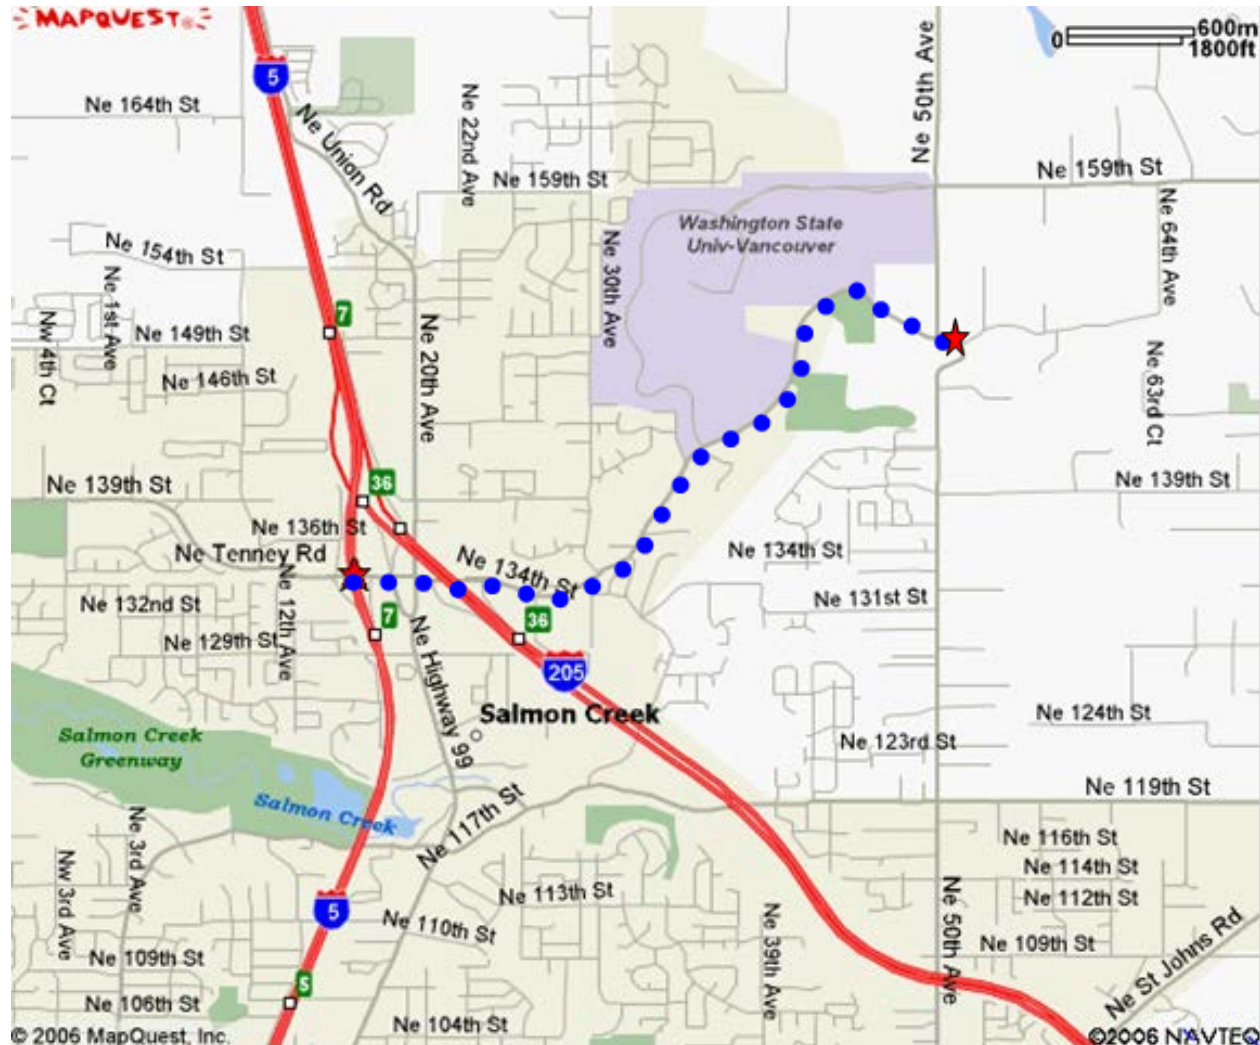 MAPQUEST
0
600m
1800ft
5
Ne 164th St
Ne Union Rd
Ne 22nd Ave
Ne 50th Ave
Ne 159th St
Ne 159th St
Washington State
Univ-Vancouver
Ne 64th Ave
Ne 154th St
Ne 30th Ave
Ne 1st Ave
7
Nw 4th Ct
Ne 149th St
Ne 20th Ave
Ne 146th St
Ne 63rd Ct
Ne 139th St
36
Ne 139th St
Ne 136th St
Ne Tenney Rd
Ne 134th St
Ne 134th St
Ne 12th Ave
Ne 132nd St
Ne 131st St
7
36
Ne 129th St
Ne Highway 99
205
Salmon Creek
Ne 124th St
Salmon Creek
Greenway
Ne 123rd St
Salmon Creek
Ne 119th St
Ne 117th St
Ne 3rd Ave
Ne 116th St
Nw 3rd Ave
Ne 114th St
Ne 113th St
Ne 112th St
5
Ne 110th St
Ne 39th Ave
Ne 50th Ave
Ne 109th St
Ne 109th St
Ne St Johns Rd
5
Ne 106th St
Ne 104th St
© 2006 MapQuest, Inc.
©2006 NAVTEQ